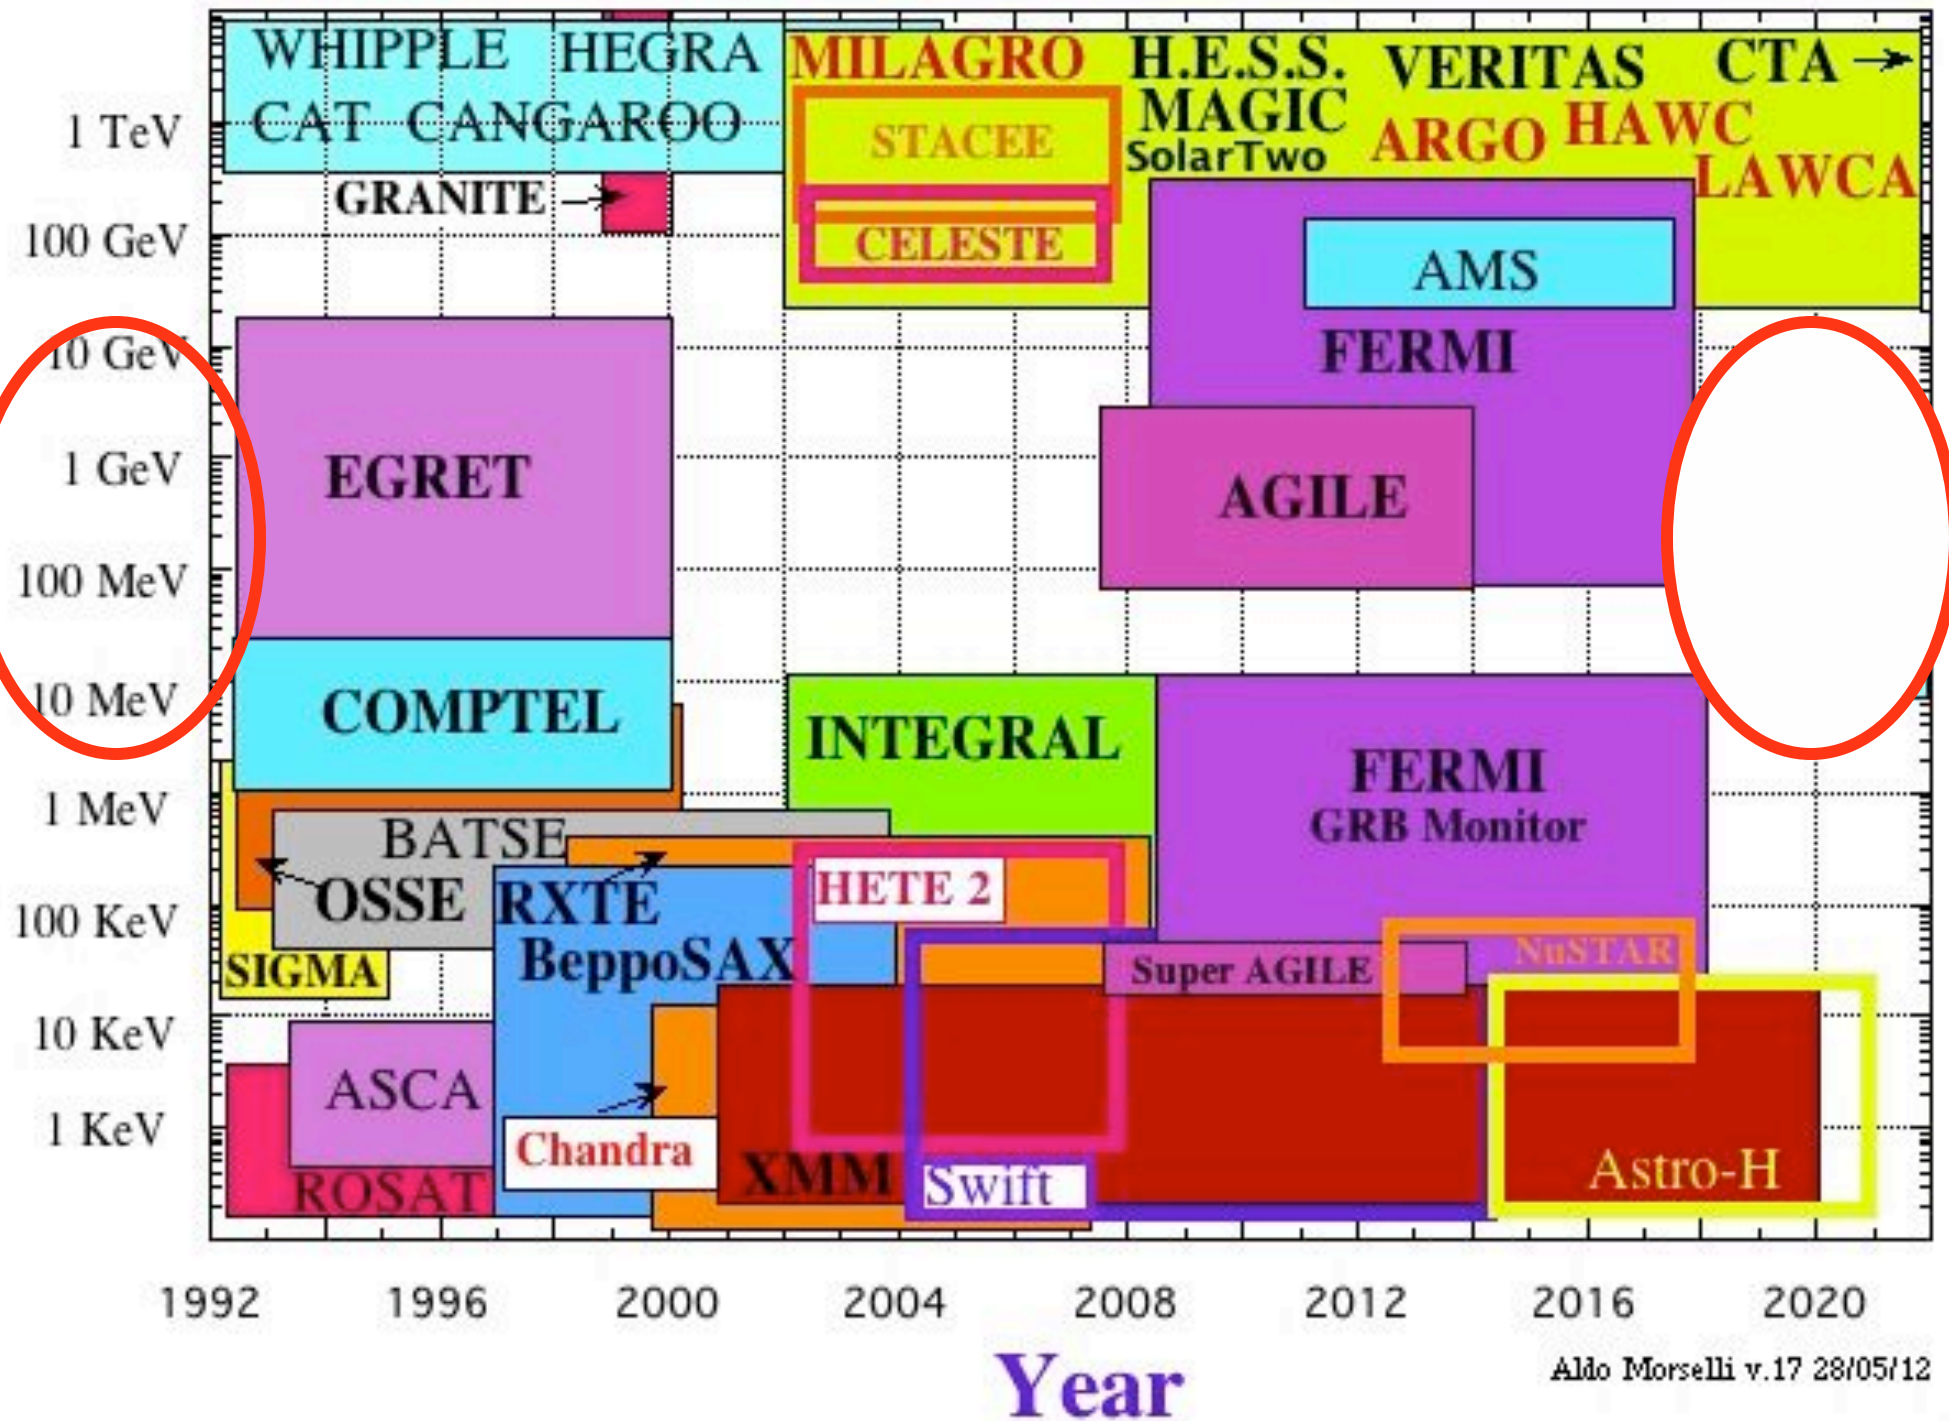 WHIPPLE HEGRA MILAGRO H.E.S.S. VERITAS CTA
CAT CANGAROO STACEE MAGIC ARGO HAWC
1 TeV
SolarTwo LAWCA
GRANITE
100 GeV
CELESTE
AMS
FERMI
10 GeV
1 GeV
EGRET
AGILE
100 MeV
10 MeV
COMPTEL
INTEGRAL
FERMI
GRB Monitor
1 MeV
BATSE
OSSE RXTE HETE 2
100 KeV
BeppoSAX
SIGMA
Super AGILE NuSTAR
10 KeV
ASCA
1 KeV
Chandra
XMM Swift Astro-H
ROSAT
1992 1996 2000 2004 2008 2012 2016 2020
Year
Aldo Morselli v.17 28/05/12